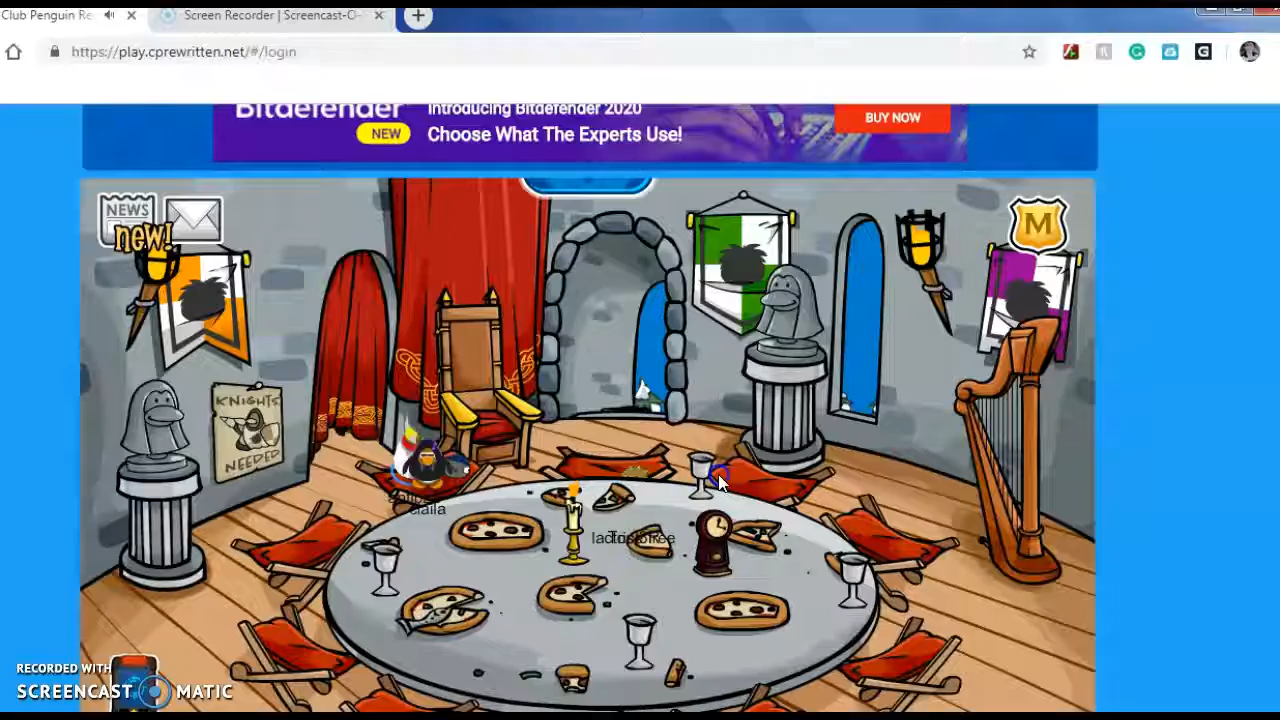 Club Penguin Re
Screen Recorder | Screencast-O-
https://play.cprewritten.net/#/login
Bitdefender
NEW
Introducing Bitdefender 2020
Choose What The Experts Use!
BUY NOW
NEWS
new!
M
KNIGHTS
NEEDED
RECORDED WITH
SCREENCAST MATIC